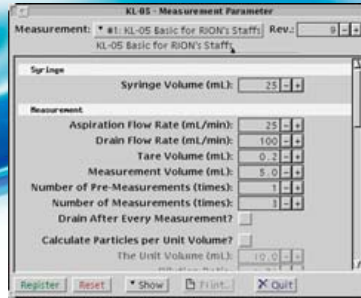 KL-05 - Measurement Parameter
Measurement: #1: KL-05 Basic for RION's Staffs Rev.: 9 - +
KL-05 Basic for RION's Staffs
Syringe
Syringe Volume (mL): 25 - +
Measurement
Aspiration Flow Rate (mL/min): 25 - +
Drain Flow Rate (mL/min): 100 - +
Tare Volume (mL): 0.2 - +
Measurement Volume (mL): 5.0 - +
Number of Pre-Measurements (times): 1 - +
Number of Measurements (times): 3 - +
Drain After Every Measurement?
Calculate Particles per Unit Volume?
The Unit Volume (mL): 10.0 - +
Dilution Ratio
Register Reset Show Print.. Quit